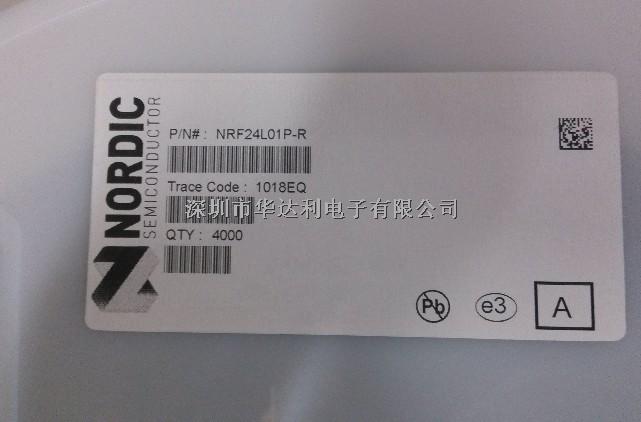 NORDIC
SEMICONDUCTOR
P/N# : NRF24L01P-R
Trace Code : 1018EQ
深圳市华达利电子有限公司
QTY : 4000
Pb
e3
A